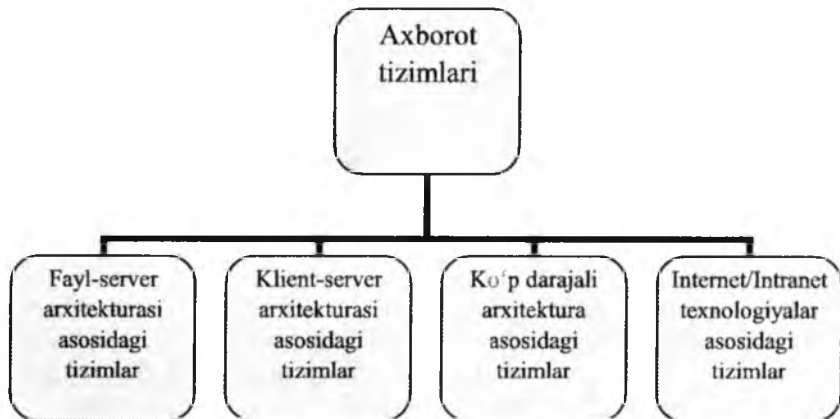 Axborot
tizimlari
Fayl-server
arxitekturasi
asosidagi
tizimlar
Klient-server
arxitekturasi
asosidagi
tizimlar
Ko‘p darajali
arxitektura
asosidagi
tizimlar
Internet/Intranet
texnologiyalar
asosidagi
tizimlar